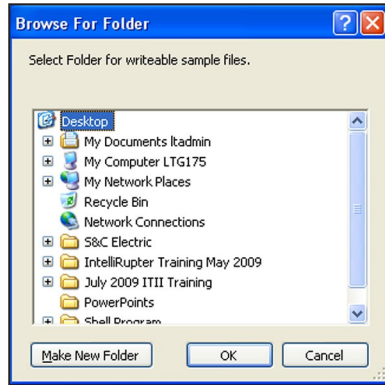 Browse For Folder
Select Folder for writeable sample files.
Desktop
My Documents ltadmin
My Computer LTG175
My Network Places
Recycle Bin
Network Connections
S&C Electric
IntelliRupter Training May 2009
July 2009 ITII Training
PowerPoints
Shell Program
Make New Folder
OK
Cancel